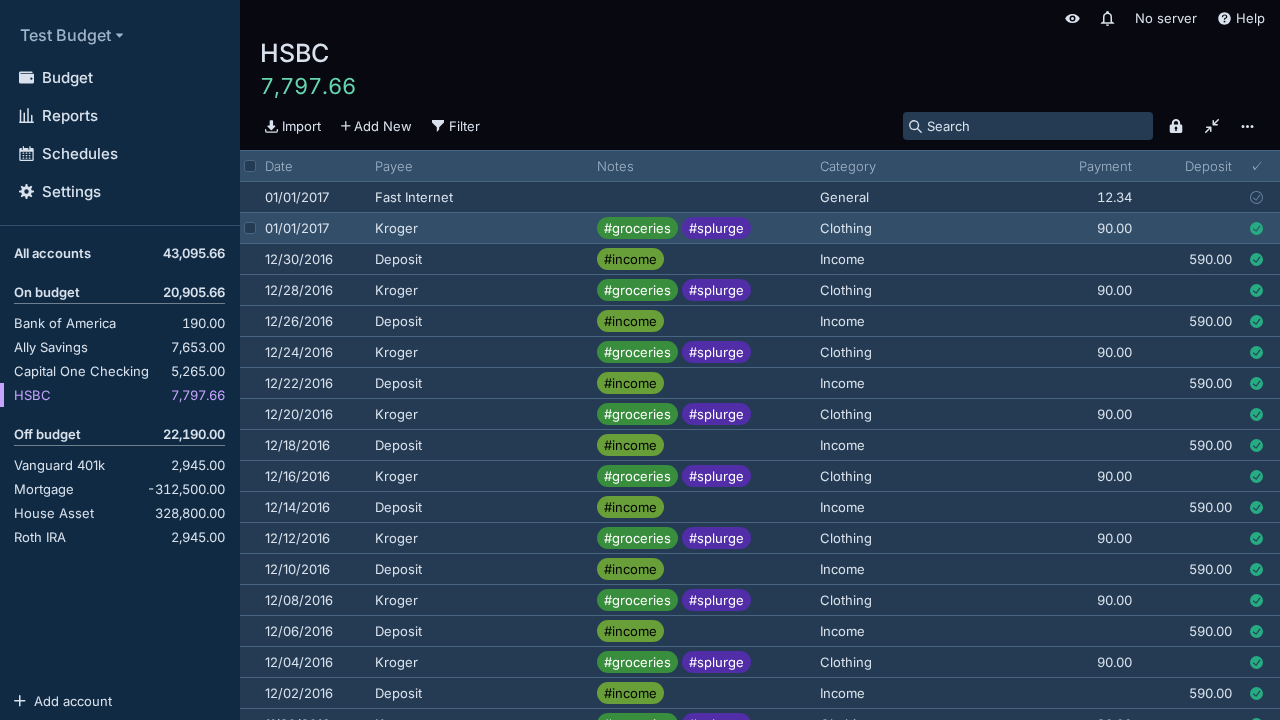 Test Budget
Budget
Reports
Schedules
Settings
All accounts 43,095.66
On budget 20,905.66
Bank of America 190.00
Ally Savings 7,653.00
Capital One Checking 5,265.00
HSBC 7,797.66
Off budget 22,190.00
Vanguard 401k 2,945.00
Mortgage -312,500.00
House Asset 328,800.00
Roth IRA 2,945.00
Add account
No server Help
HSBC
7,797.66
Import Add New Filter Search
Date Payee Notes Category Payment Deposit ✓
01/01/2017 Fast Internet General 12.34
01/01/2017 Kroger #groceries #splurge Clothing 90.00
12/30/2016 Deposit #income Income 590.00
12/28/2016 Kroger #groceries #splurge Clothing 90.00
12/26/2016 Deposit #income Income 590.00
12/24/2016 Kroger #groceries #splurge Clothing 90.00
12/22/2016 Deposit #income Income 590.00
12/20/2016 Kroger #groceries #splurge Clothing 90.00
12/18/2016 Deposit #income Income 590.00
12/16/2016 Kroger #groceries #splurge Clothing 90.00
12/14/2016 Deposit #income Income 590.00
12/12/2016 Kroger #groceries #splurge Clothing 90.00
12/10/2016 Deposit #income Income 590.00
12/08/2016 Kroger #groceries #splurge Clothing 90.00
12/06/2016 Deposit #income Income 590.00
12/04/2016 Kroger #groceries #splurge Clothing 90.00
12/02/2016 Deposit #income Income 590.00